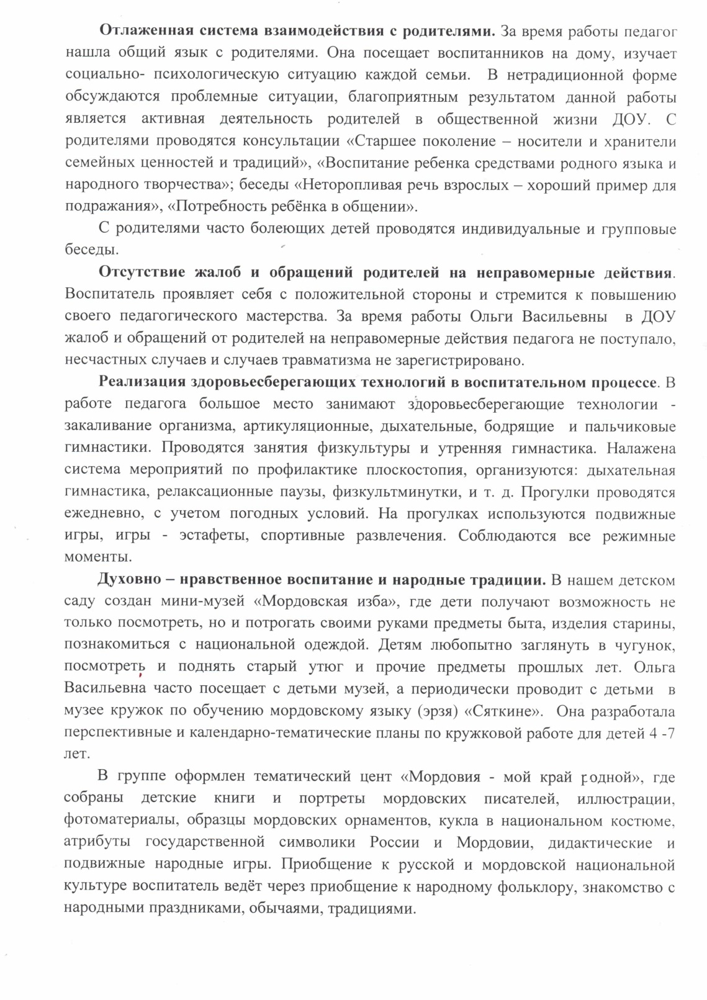 Отлаженная система взаимодействия с родителями. За время работы педагог
нашла общий язык с родителями. Она посещает воспитанников на дому, изучает
социально- психологическую ситуацию каждой семьи.  В нетрадиционной форме
обсуждаются проблемные ситуации, благоприятным результатом данной работы
является активная деятельность родителей в общественной жизни ДОУ. С
родителями проводятся консультации «Старшее поколение – носители и хранители
семейных ценностей и традиций», «Воспитание ребенка средствами родного языка и
народного творчества»; беседы «Неторопливая речь взрослых – хороший пример для
подражания», «Потребность ребёнка в общении».
С родителями часто болеющих детей проводятся индивидуальные и групповые
беседы.
Отсутствие жалоб и обращений родителей на неправомерные действия.
Воспитатель проявляет себя с положительной стороны и стремится к повышению
своего педагогического мастерства. За время работы Ольги Васильевны  в ДОУ
жалоб и обращений от родителей на неправомерные действия педагога не поступало,
несчастных случаев и случаев травматизма не зарегистрировано.
Реализация здоровьесберегающих технологий в воспитательном процессе. В
работе педагога большое место занимают здоровьесберегающие технологии -
закаливание организма, артикуляционные, дыхательные, бодрящие  и пальчиковые
гимнастики. Проводятся занятия физкультуры и утренняя гимнастика. Налажена
система мероприятий по профилактике плоскостопия, организуются: дыхательная
гимнастика, релаксационные паузы, физкультминутки, и т. д. Прогулки проводятся
ежедневно, с учетом погодных условий. На прогулках используются подвижные
игры, игры - эстафеты, спортивные развлечения. Соблюдаются все режимные
моменты.
Духовно – нравственное воспитание и народные традиции. В нашем детском
саду создан мини-музей «Мордовская изба», где дети получают возможность не
только посмотреть, но и потрогать своими руками предметы быта, изделия старины,
познакомиться с национальной одеждой. Детям любопытно заглянуть в чугунок,
посмотреть и поднять старый утюг и прочие предметы прошлых лет. Ольга
Васильевна часто посещает с детьми музей, а периодически проводит с детьми  в
музее кружок по обучению мордовскому языку (эрзя) «Сяткине».  Она разработала
перспективные и календарно-тематические планы по кружковой работе для детей 4 -7
лет.
В группе оформлен тематический цент «Мордовия - мой край родной», где
собраны детские книги и портреты мордовских писателей, иллюстрации,
фотоматериалы, образцы мордовских орнаментов, кукла в национальном костюме,
атрибуты государственной символики России и Мордовии, дидактические и
подвижные народные игры. Приобщение к русской и мордовской национальной
культуре воспитатель ведёт через приобщение к народному фольклору, знакомство с
народными праздниками, обычаями, традициями.